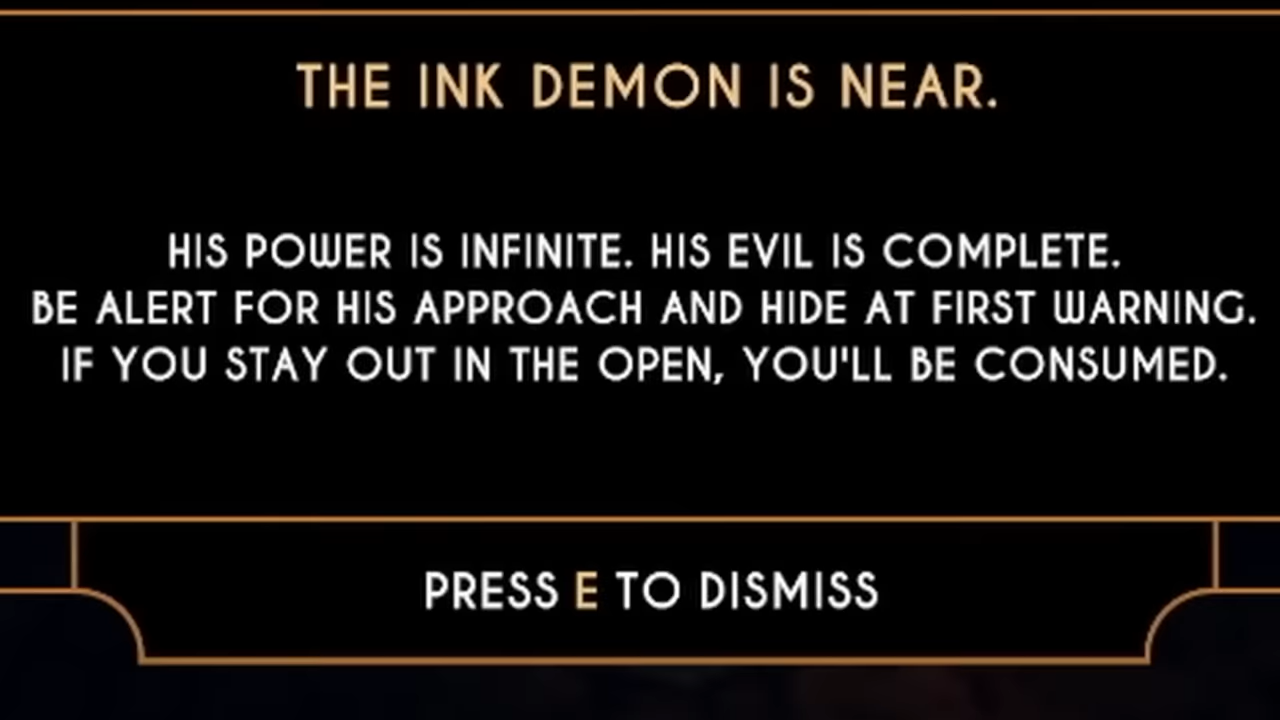 THE INK DEMON IS NEAR.
HIS POWER IS INFINITE. HIS EVIL IS COMPLETE.
BE ALERT FOR HIS APPROACH AND HIDE AT FIRST WARNING.
IF YOU STAY OUT IN THE OPEN, YOU'LL BE CONSUMED.
PRESS E TO DISMISS